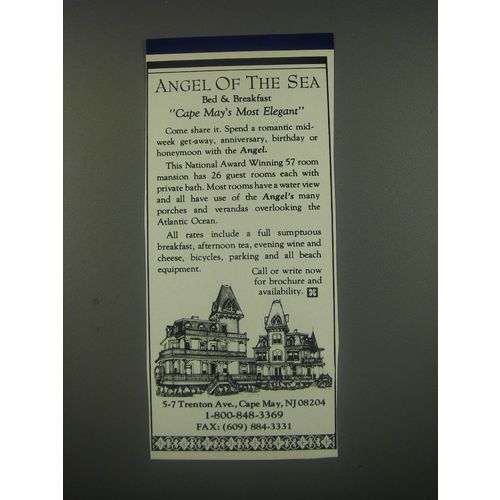 ANGEL OF THE SEA
Bed & Breakfast
"Cape May's Most Elegant"
Come share it. Spend a romantic mid-
week get-away, anniversary, birthday or
honeymoon with the Angel.
This National Award Winning 57 room
mansion has 26 guest rooms each with
private bath. Most rooms have a water view
and all have use of the Angel's many
porches and verandas overlooking the
Atlantic Ocean.
All rates include a full sumptuous
breakfast, afternoon tea, evening wine and
cheese, bicycles, parking and all beach
equipment.
Call or write now
for brochure and
availability.
5-7 Trenton Ave., Cape May, NJ 08204
1-800-848-3369
FAX: (609) 884-3331